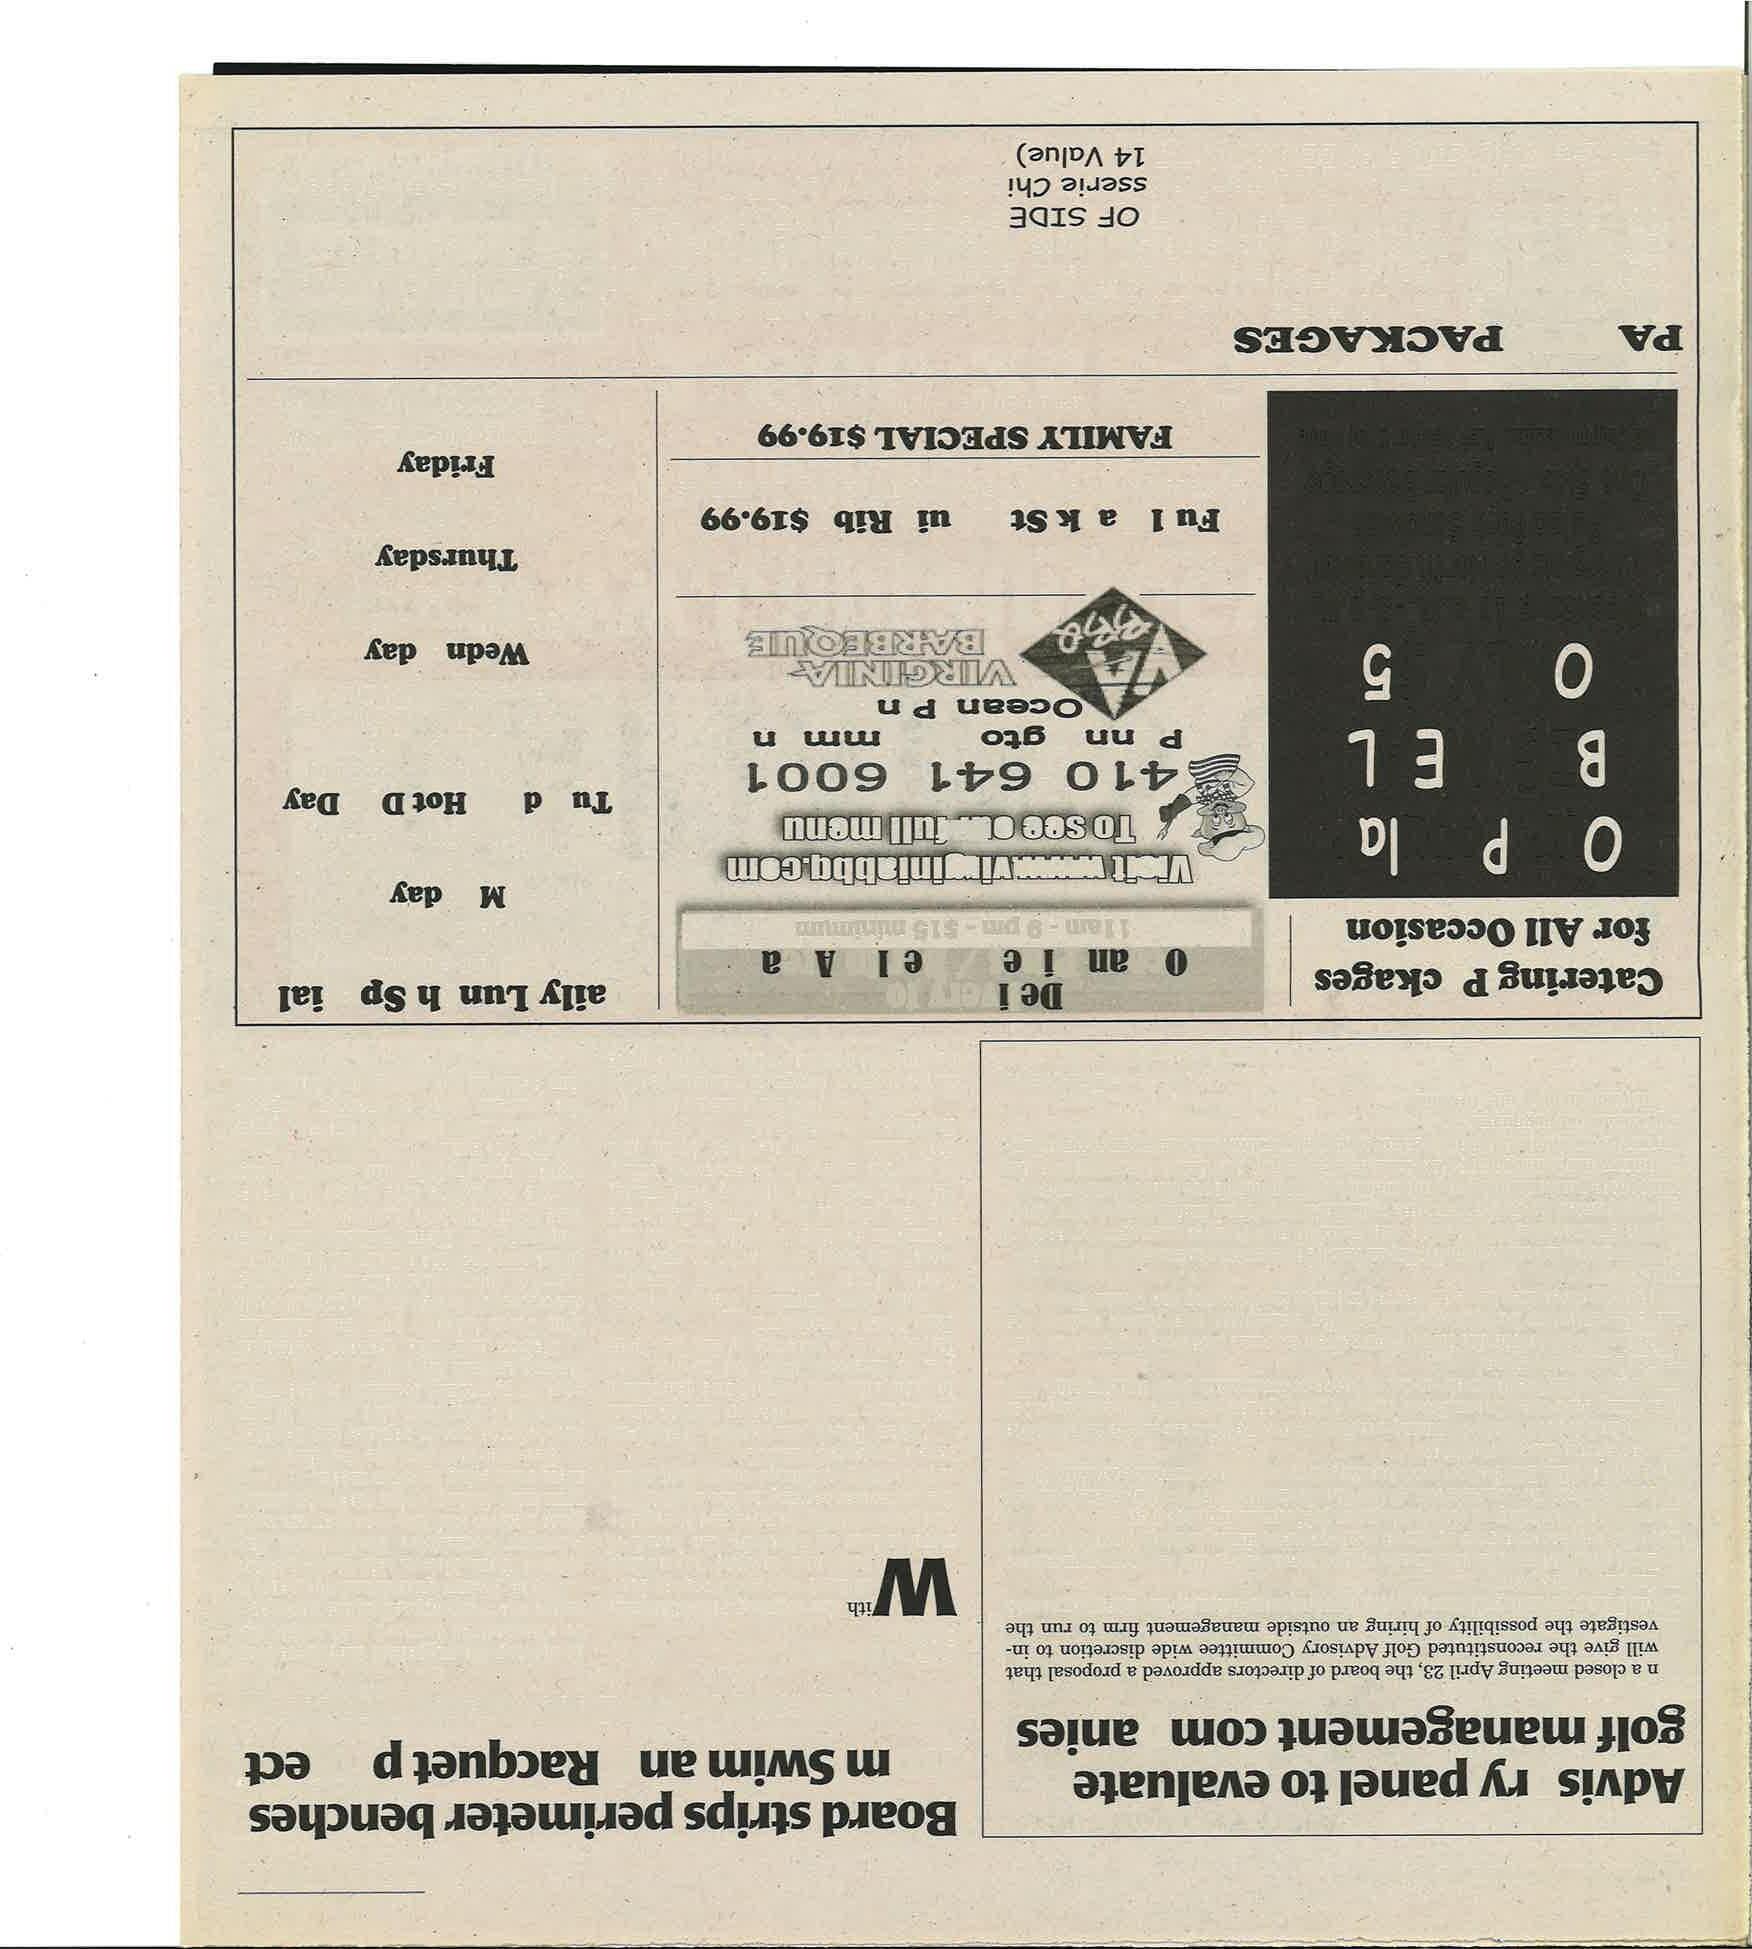 Advis ry panel to evaluate
golf management com anies
n a closed meeting April 23, the board of directors approved a proposal that
will give the reconstituted Golf Advisory Committee wide discretion to in-
vestigate the possibility of hiring an outside management firm to run the
Board strips perimeter benches
m Swim an Racquet p ect
With
Catering P ckages
for All Occasion
O P la
B E L
O 5
De i
O an i e el A a
11am - 9 pm - $15 minimum
Visit www.virginiabbq.com
To see our full menu
410 641 6001
P nn gto mm n
Ocean P n
VIRGINIA
BARBEQUE
VA
BBQ
Fu l a k St ui Rib $19.99
FAMILY SPECIAL $19.99
aily Lun h Sp ial
M day
Tu d Hot D Day
Wedn day
Thursday
Friday
PA PACKAGES
OF SIDE
sserie Chi
14 Value)